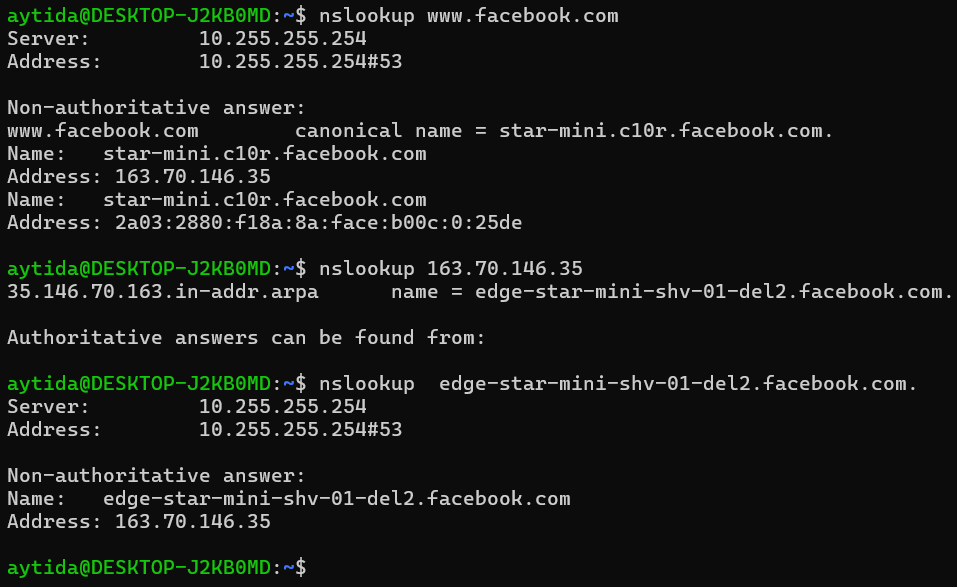 aytida@DESKTOP-J2KB0MD:~$ nslookup www.facebook.com
Server:         10.255.255.254
Address:        10.255.255.254#53

Non-authoritative answer:
www.facebook.com        canonical name = star-mini.c10r.facebook.com.
Name:   star-mini.c10r.facebook.com
Address: 163.70.146.35
Name:   star-mini.c10r.facebook.com
Address: 2a03:2880:f18a:8a:face:b00c:0:25de

aytida@DESKTOP-J2KB0MD:~$ nslookup 163.70.146.35
35.146.70.163.in-addr.arpa      name = edge-star-mini-shv-01-del2.facebook.com.

Authoritative answers can be found from:

aytida@DESKTOP-J2KB0MD:~$ nslookup  edge-star-mini-shv-01-del2.facebook.com.
Server:         10.255.255.254
Address:        10.255.255.254#53

Non-authoritative answer:
Name:   edge-star-mini-shv-01-del2.facebook.com
Address: 163.70.146.35

aytida@DESKTOP-J2KB0MD:~$